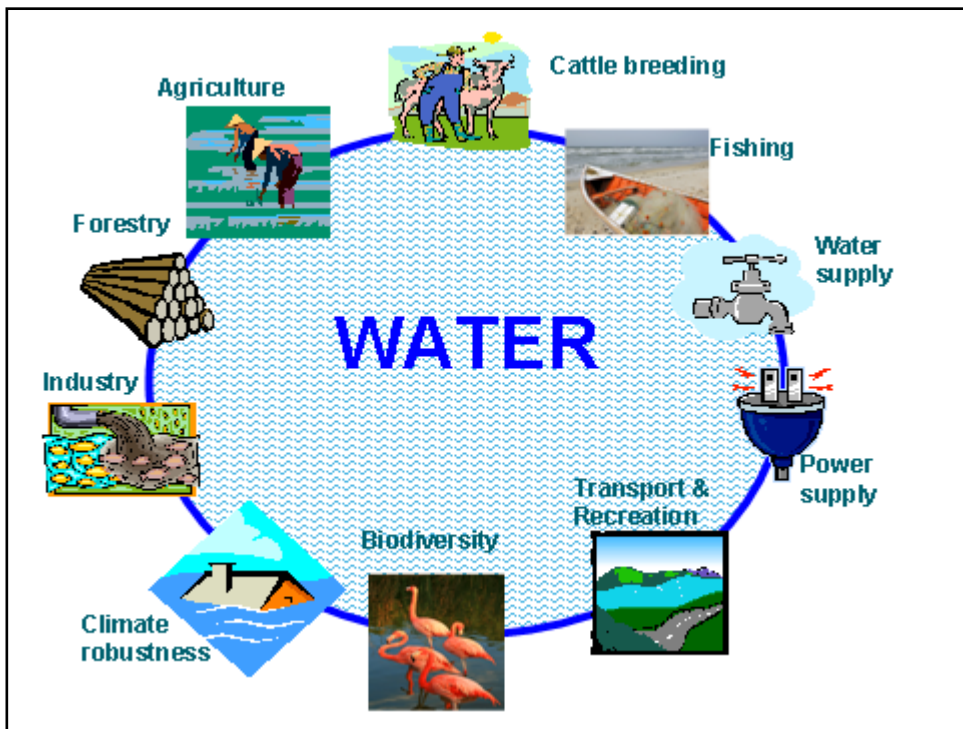 Cattle breeding
Agriculture
Fishing
Forestry
Water
supply
WATER
Industry
Power
supply
Transport &
Recreation
Biodiversity
Climate
robustness